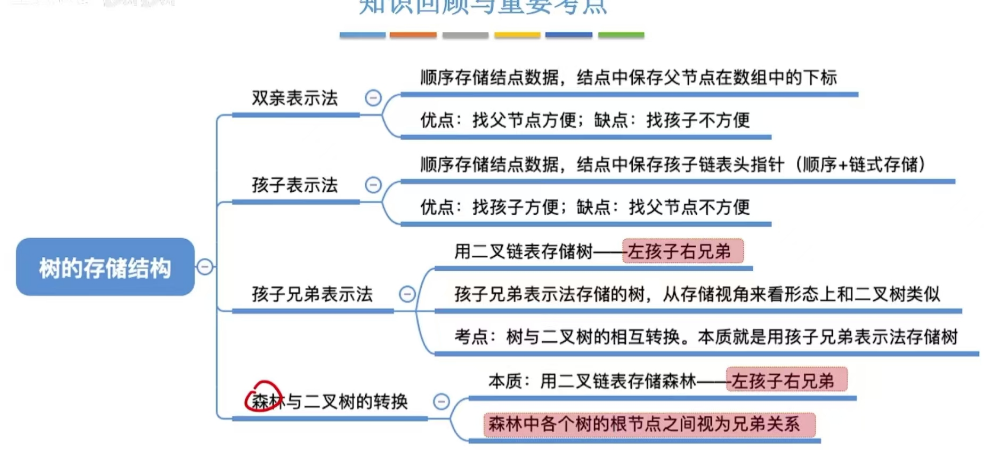 知识回顾与重要考点
顺序存储结点数据，结点中保存父节点在数组中的下标
双亲表示法
优点：找父节点方便；缺点：找孩子不方便
顺序存储结点数据，结点中保存孩子链表头指针（顺序+链式存储）
孩子表示法
优点：找孩子方便；缺点：找父节点不方便
用二叉链表存储树——左孩子右兄弟
树的存储结构
孩子兄弟表示法
孩子兄弟表示法存储的树，从存储视角来看形态上和二叉树类似
考点：树与二叉树的相互转换。本质就是用孩子兄弟表示法存储树
本质：用二叉链表存储森林——左孩子右兄弟
森林与二叉树的转换
森林中各个树的根节点之间视为兄弟关系